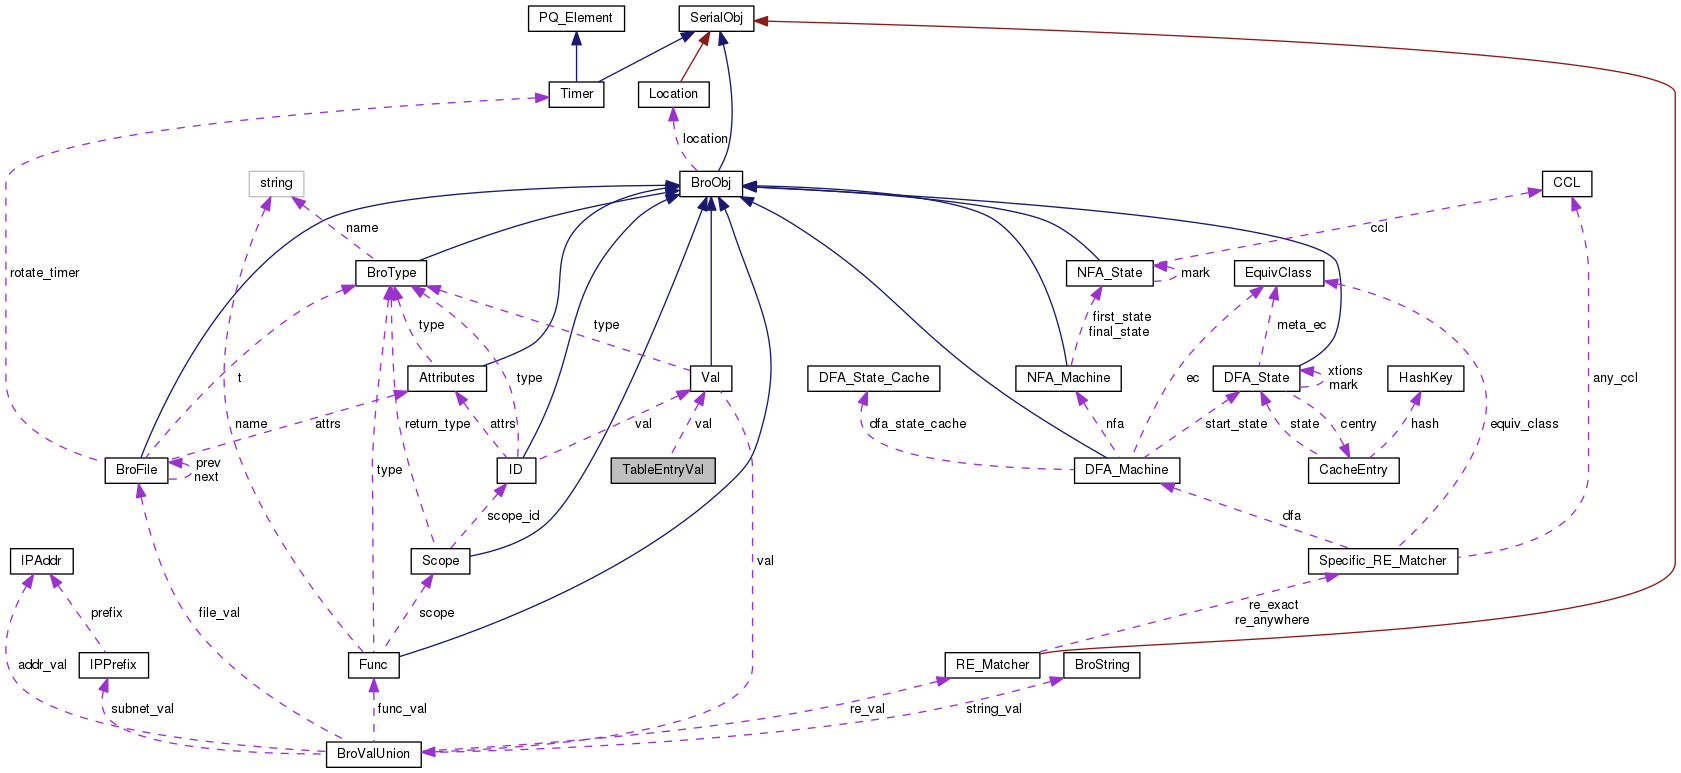 PQ_Element
SerialObj
Timer
Location
location
string
BroObj
CCL
name
ccl
rotate_timer
BroType
NFA_State
mark
EquivClass
first_state
final_state
type
type
meta_ec
Attributes
Val
DFA_State_Cache
NFA_Machine
DFA_State
xtions
mark
HashKey
t
type
ec
any_ccl
name
attrs
return_type
attrs
val
val
dfa_state_cache
nfa
start_state
state
centry
hash
equiv_class
BroFile
prev
next
type
ID
TableEntryVal
DFA_Machine
CacheEntry
scope_id
dfa
IPAddr
Scope
val
Specific_RE_Matcher
prefix
file_val
scope
re_exact
re_anywhere
addr_val
IPPrefix
Func
RE_Matcher
BroString
subnet_val
func_val
re_val
string_val
BroValUnion